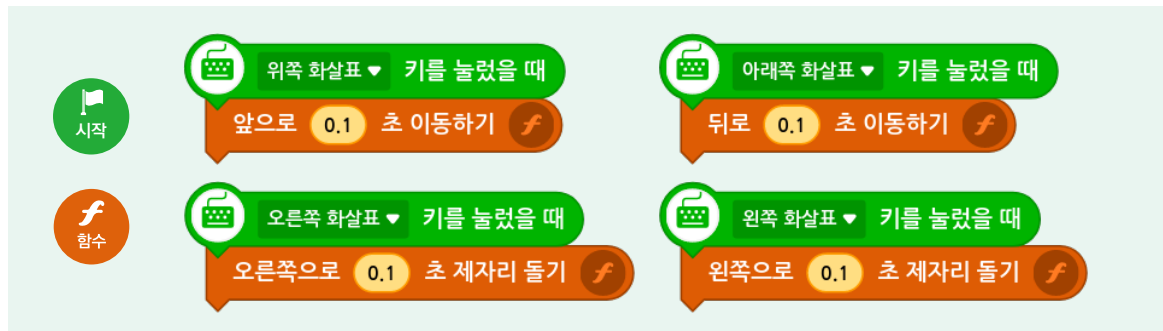 시작
위쪽 화살표 ▼ 키를 눌렀을 때
앞으로 0.1 초 이동하기 f
아래쪽 화살표 ▼ 키를 눌렀을 때
뒤로 0.1 초 이동하기 f
f
함수
오른쪽 화살표 ▼ 키를 눌렀을 때
오른쪽으로 0.1 초 제자리 돌기 f
왼쪽 화살표 ▼ 키를 눌렀을 때
왼쪽으로 0.1 초 제자리 돌기 f